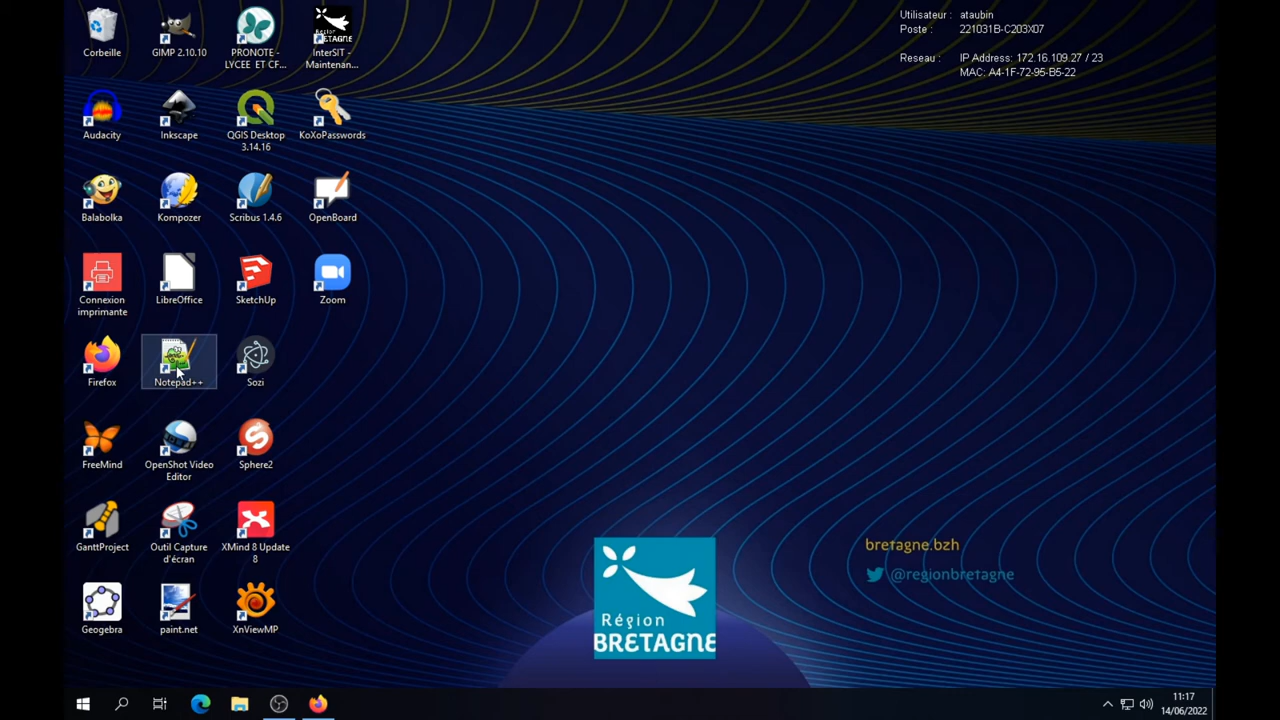 Corbeille
GIMP 2.10.10
PRONOTE -
LYCEE ET CF...
InterSIT -
Maintenan...
Utilisateur : ataubin
Poste : 221031B-C203X07
Reseau : IP Address: 172.16.109.27 / 23
MAC: A4-1F-72-95-B5-22
Audacity
Inkscape
QGIS Desktop
3.14.16
KoXoPasswords
Balabolka
Kompozer
Scribus 1.4.6
OpenBoard
Connexion
imprimante
LibreOffice
SketchUp
Zoom
Firefox
Notepad++
Sozi
FreeMind
OpenShot Video
Editor
Sphere2
GanttProject
Outil Capture
d'écran
XMind 8 Update
8
Geogebra
paint.net
XnViewMP
Région
BRETAGNE
bretagne.bzh
@regionbretagne
11:17
14/06/2022